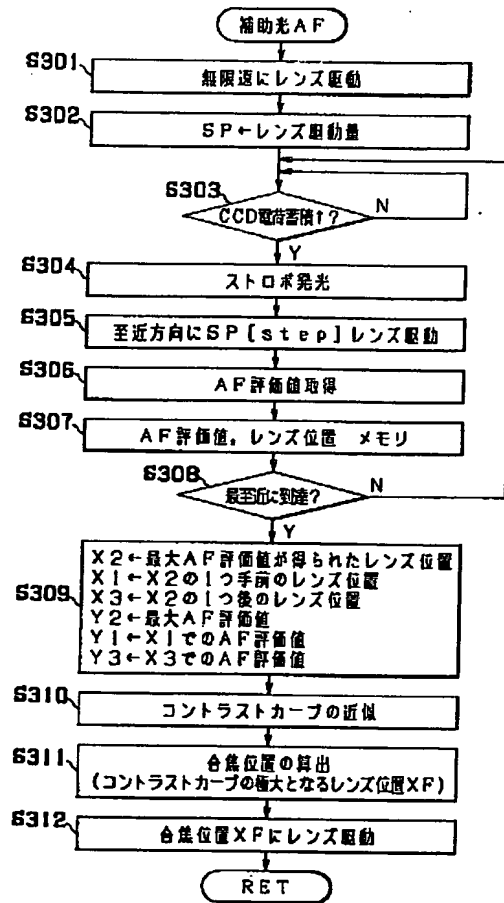 補助光AF
S301
無限遠にレンズ駆動
S302
SP←レンズ駆動量
S303
CCD電荷蓄積↑?
N
Y
S304
ストロボ発光
S305
至近方向にSP[step]レンズ駆動
S306
AF評価値取得
S307
AF評価値,レンズ位置 メモリ
S308
最至近に到達?
N
Y
S309
X2←最大AF評価値が得られたレンズ位置
X1←X2の1つ手前のレンズ位置
X3←X2の1つ後のレンズ位置
Y2←最大AF評価値
Y1←X1でのAF評価値
Y3←X3でのAF評価値
S310
コントラストカーブの近似
S311
合焦位置の算出
(コントラストカーブの極大となるレンズ位置XF)
S312
合焦位置XFにレンズ駆動
RET